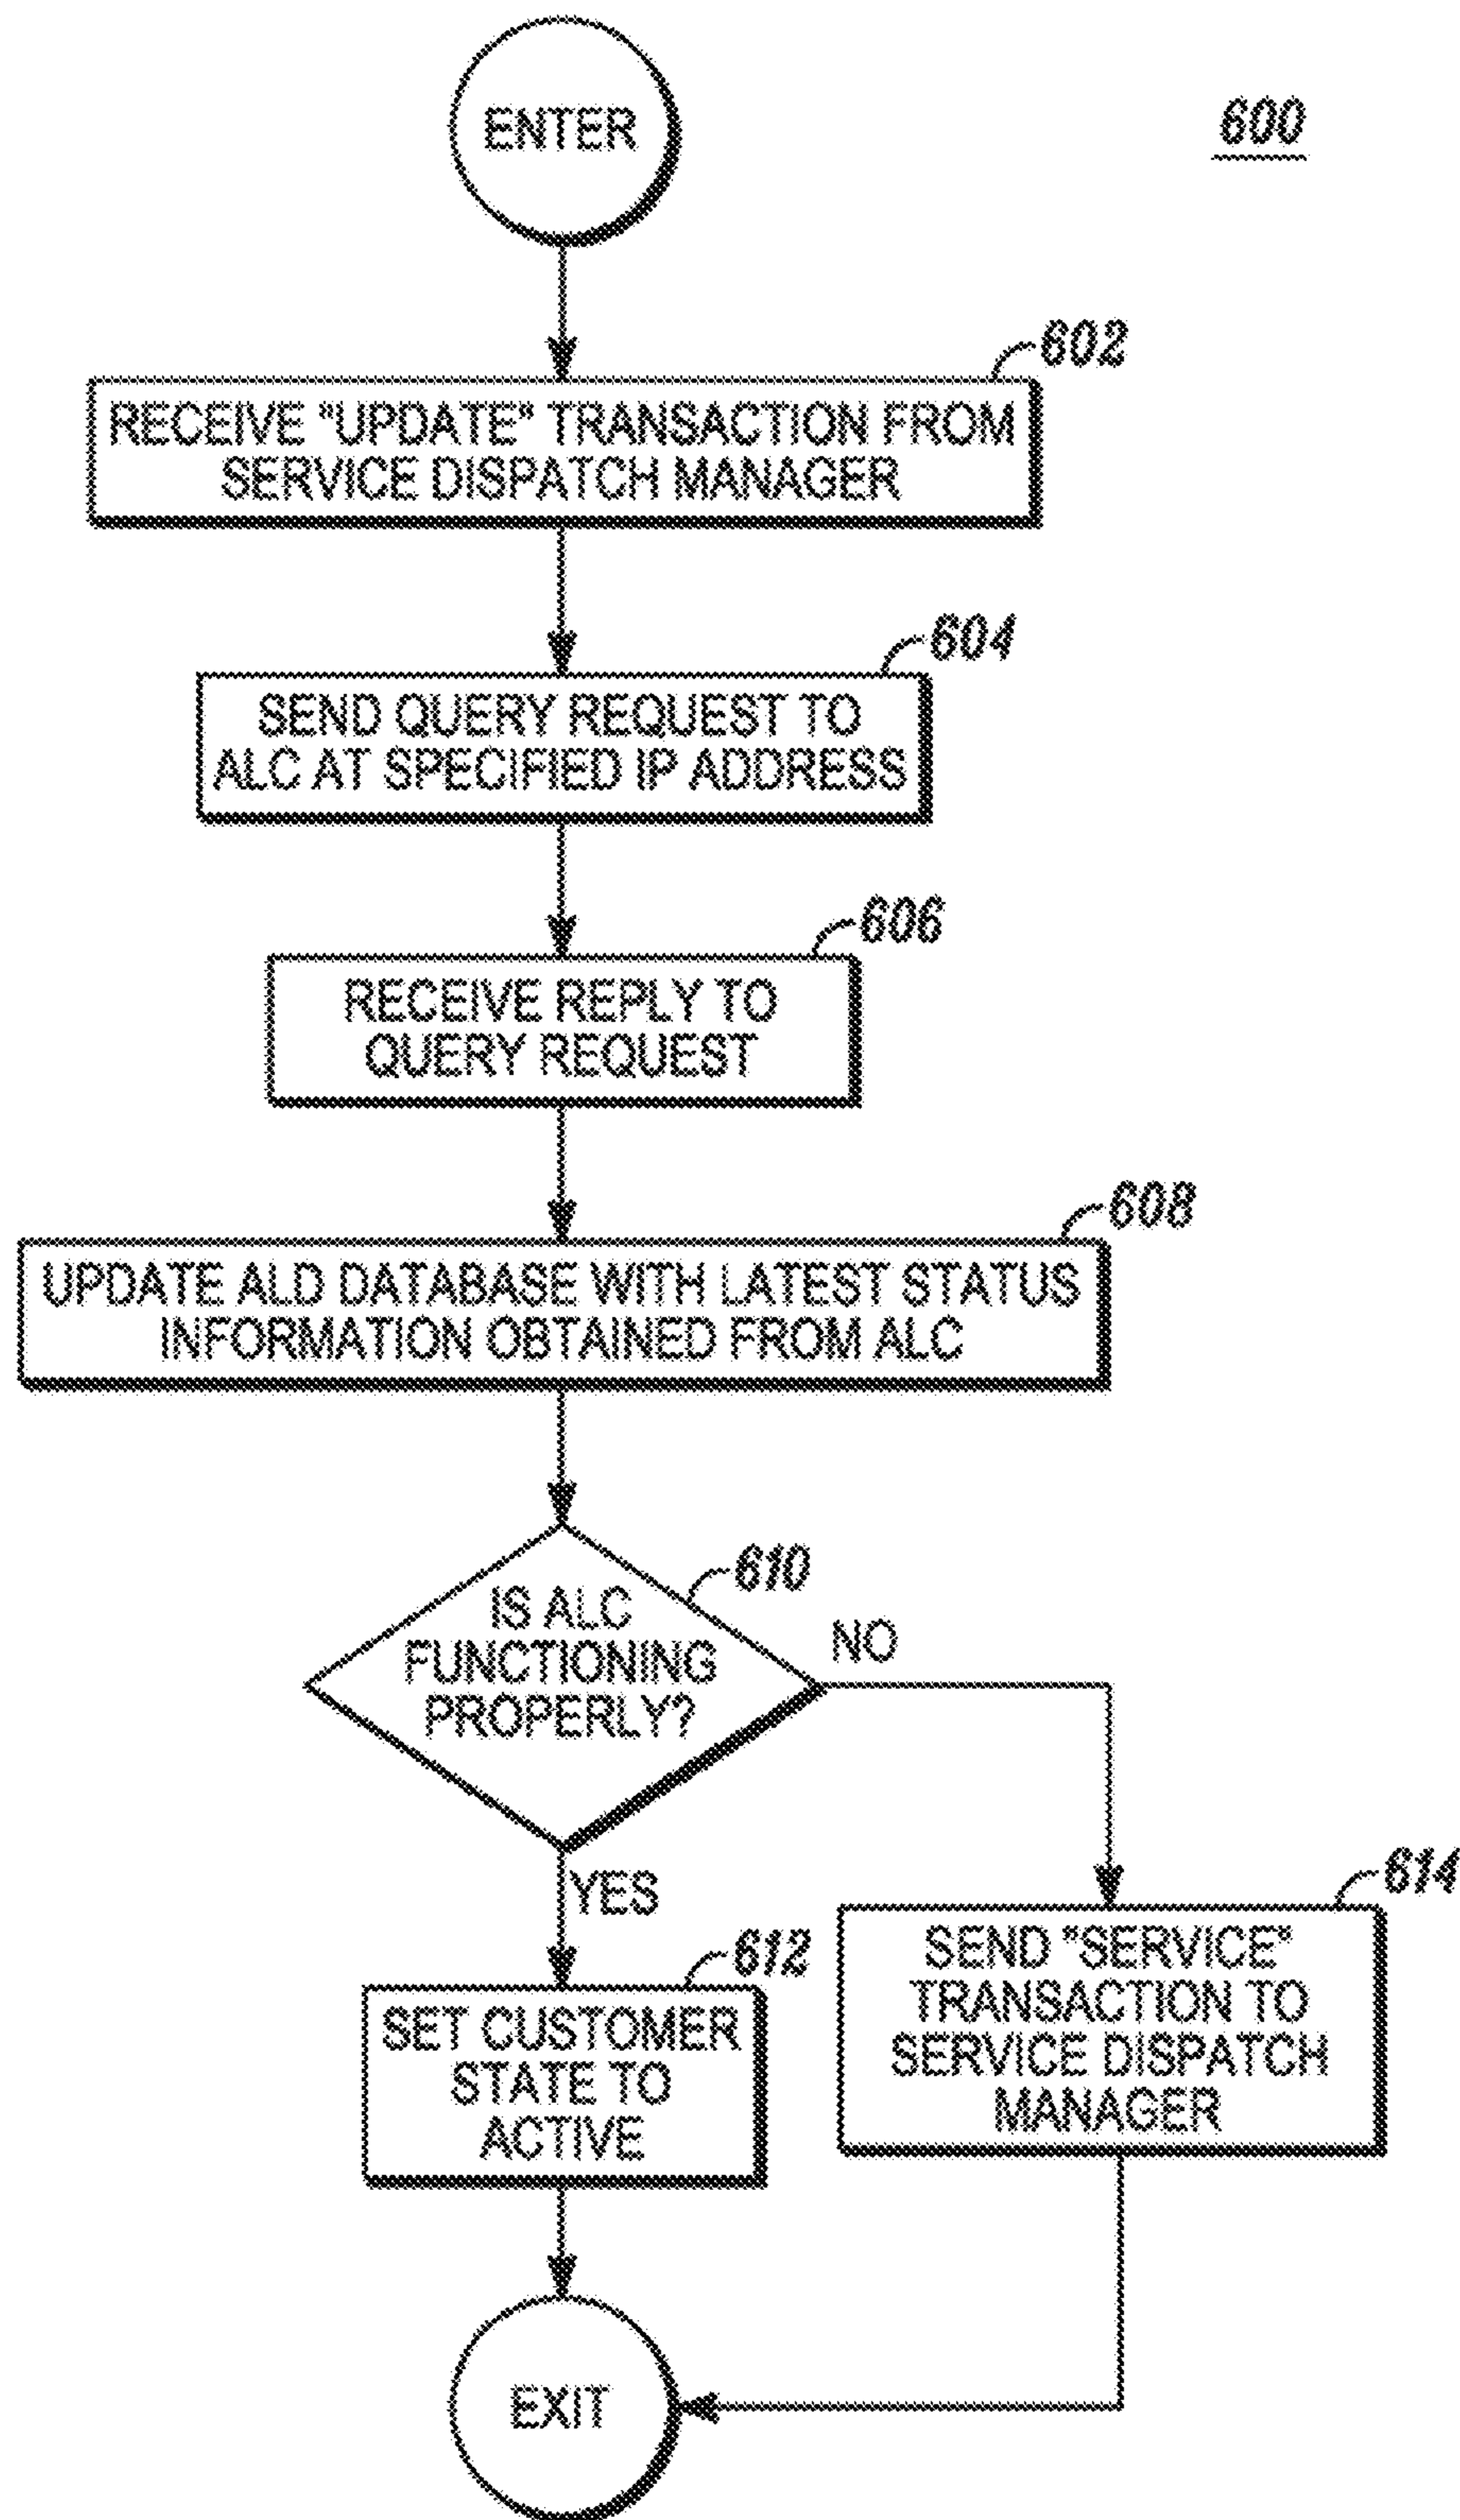 ENTER
600
602
RECEIVE "UPDATE" TRANSACTION FROM
SERVICE DISPATCH MANAGER
604
SEND QUERY REQUEST TO
ALC AT SPECIFIED IP ADDRESS
606
RECEIVE REPLY TO
QUERY REQUEST
608
UPDATE ALD DATABASE WITH LATEST STATUS
INFORMATION OBTAINED FROM ALC
610
IS ALC
FUNCTIONING
PROPERLY?
NO
YES
612
SET CUSTOMER
STATE TO
ACTIVE
614
SEND "SERVICE"
TRANSACTION TO
SERVICE DISPATCH
MANAGER
EXIT